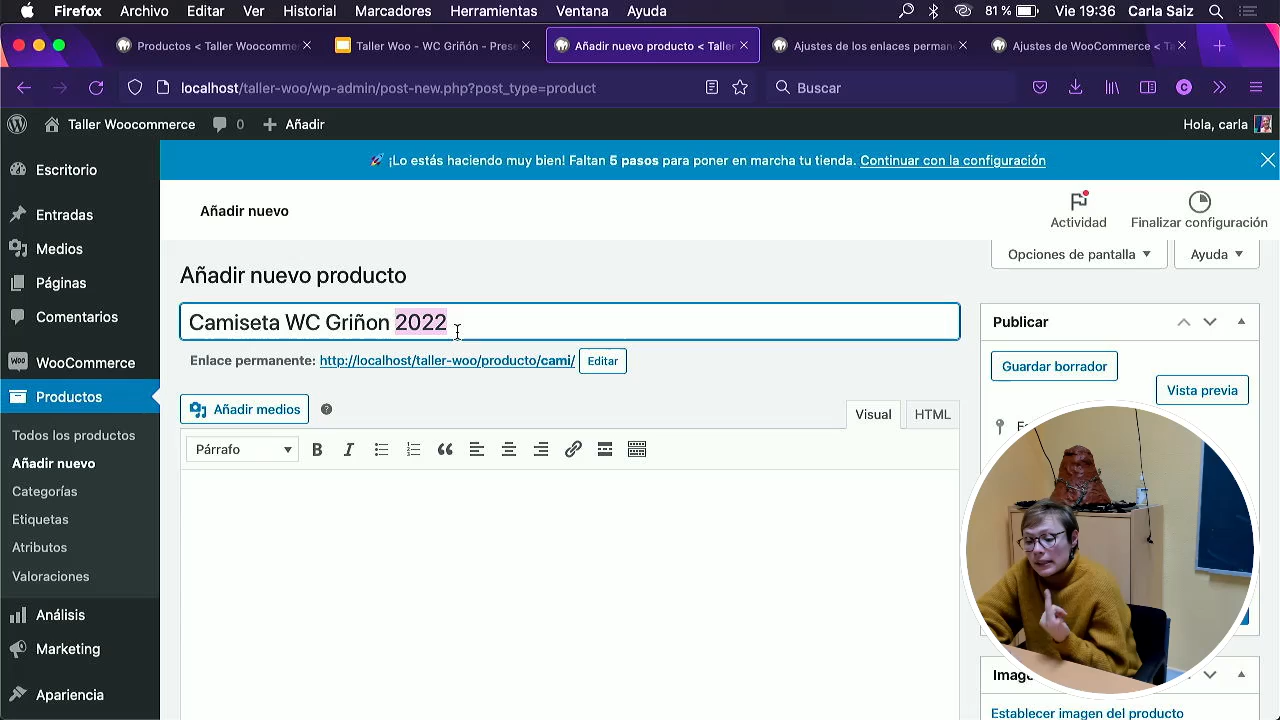 Firefox Archivo Editar Ver Historial Marcadores Herramientas Ventana Ayuda 81 % Vie 19:36 Carla Saiz
Productos < Taller Woocomme
Taller Woo - WC Griñón - Prese
Añadir nuevo producto < Taller
Ajustes de los enlaces perman
Ajustes de WooCommerce < Ta
localhost/taller-woo/wp-admin/post-new.php?post_type=product
Buscar
Taller Woocommerce 0 Añadir Hola, carla
🚀 ¡Lo estás haciendo muy bien! Faltan 5 pasos para poner en marcha tu tienda. Continuar con la configuración
Escritorio
Entradas
Medios
Páginas
Comentarios
WooCommerce
Productos
Todos los productos
Añadir nuevo
Categorías
Etiquetas
Atributos
Valoraciones
Análisis
Marketing
Apariencia
Añadir nuevo
Actividad
Finalizar configuración
Opciones de pantalla
Ayuda
Añadir nuevo producto
Camiseta WC Griñon 2022
Enlace permanente: http://localhost/taller-woo/producto/cami/ Editar
Añadir medios
Visual HTML
Párrafo
Publicar
Guardar borrador
Vista previa
Establecer imagen del producto